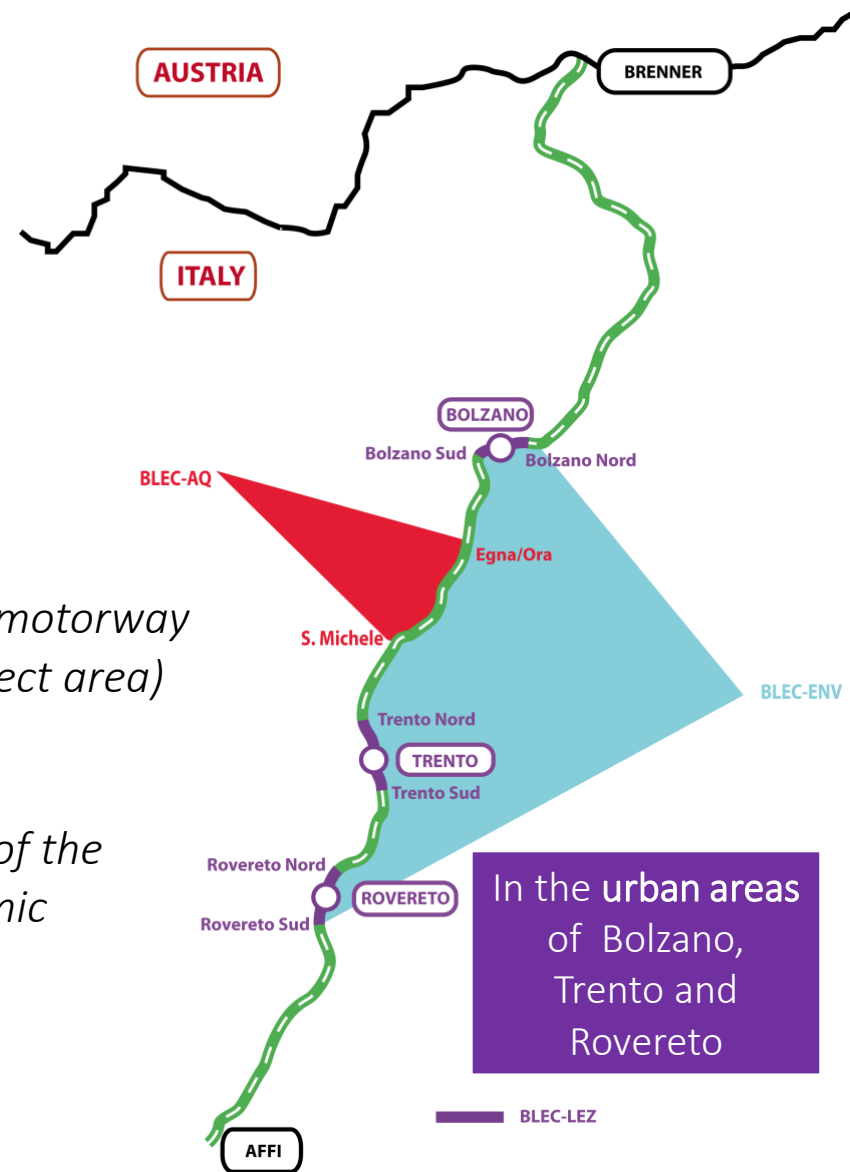 AUSTRIA
BRENNER
ITALY
BOLZANO
Bolzano Sud
Bolzano Nord
BLEC-AQ
Egna/Ora
motorway
S. Michele
ect area)
BLEC-ENV
Trento Nord
TRENTO
Trento Sud
of the
Rovereto Nord
ROVERETO
mic
Rovereto Sud
In the urban areas
of Bolzano,
Trento and
Rovereto
BLEC-LEZ
AFFI